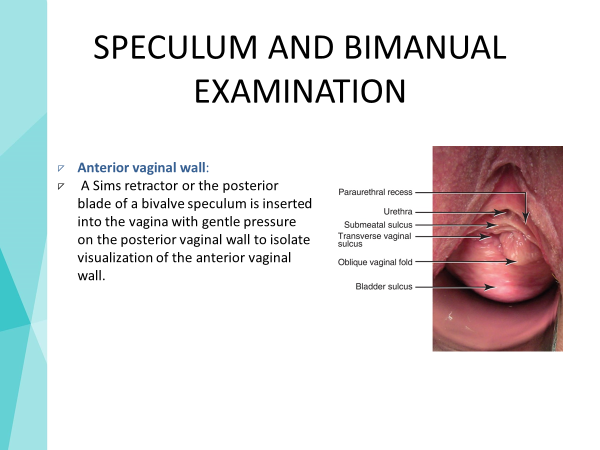 SPECULUM AND BIMANUAL
EXAMINATION
Anterior vaginal wall:
A Sims retractor or the posterior
blade of a bivalve speculum is inserted
into the vagina with gentle pressure
on the posterior vaginal wall to isolate
visualization of the anterior vaginal
wall.
Paraurethral recess
Urethra
Submeatal sulcus
Transverse vaginal
sulcus
Oblique vaginal fold
Bladder sulcus